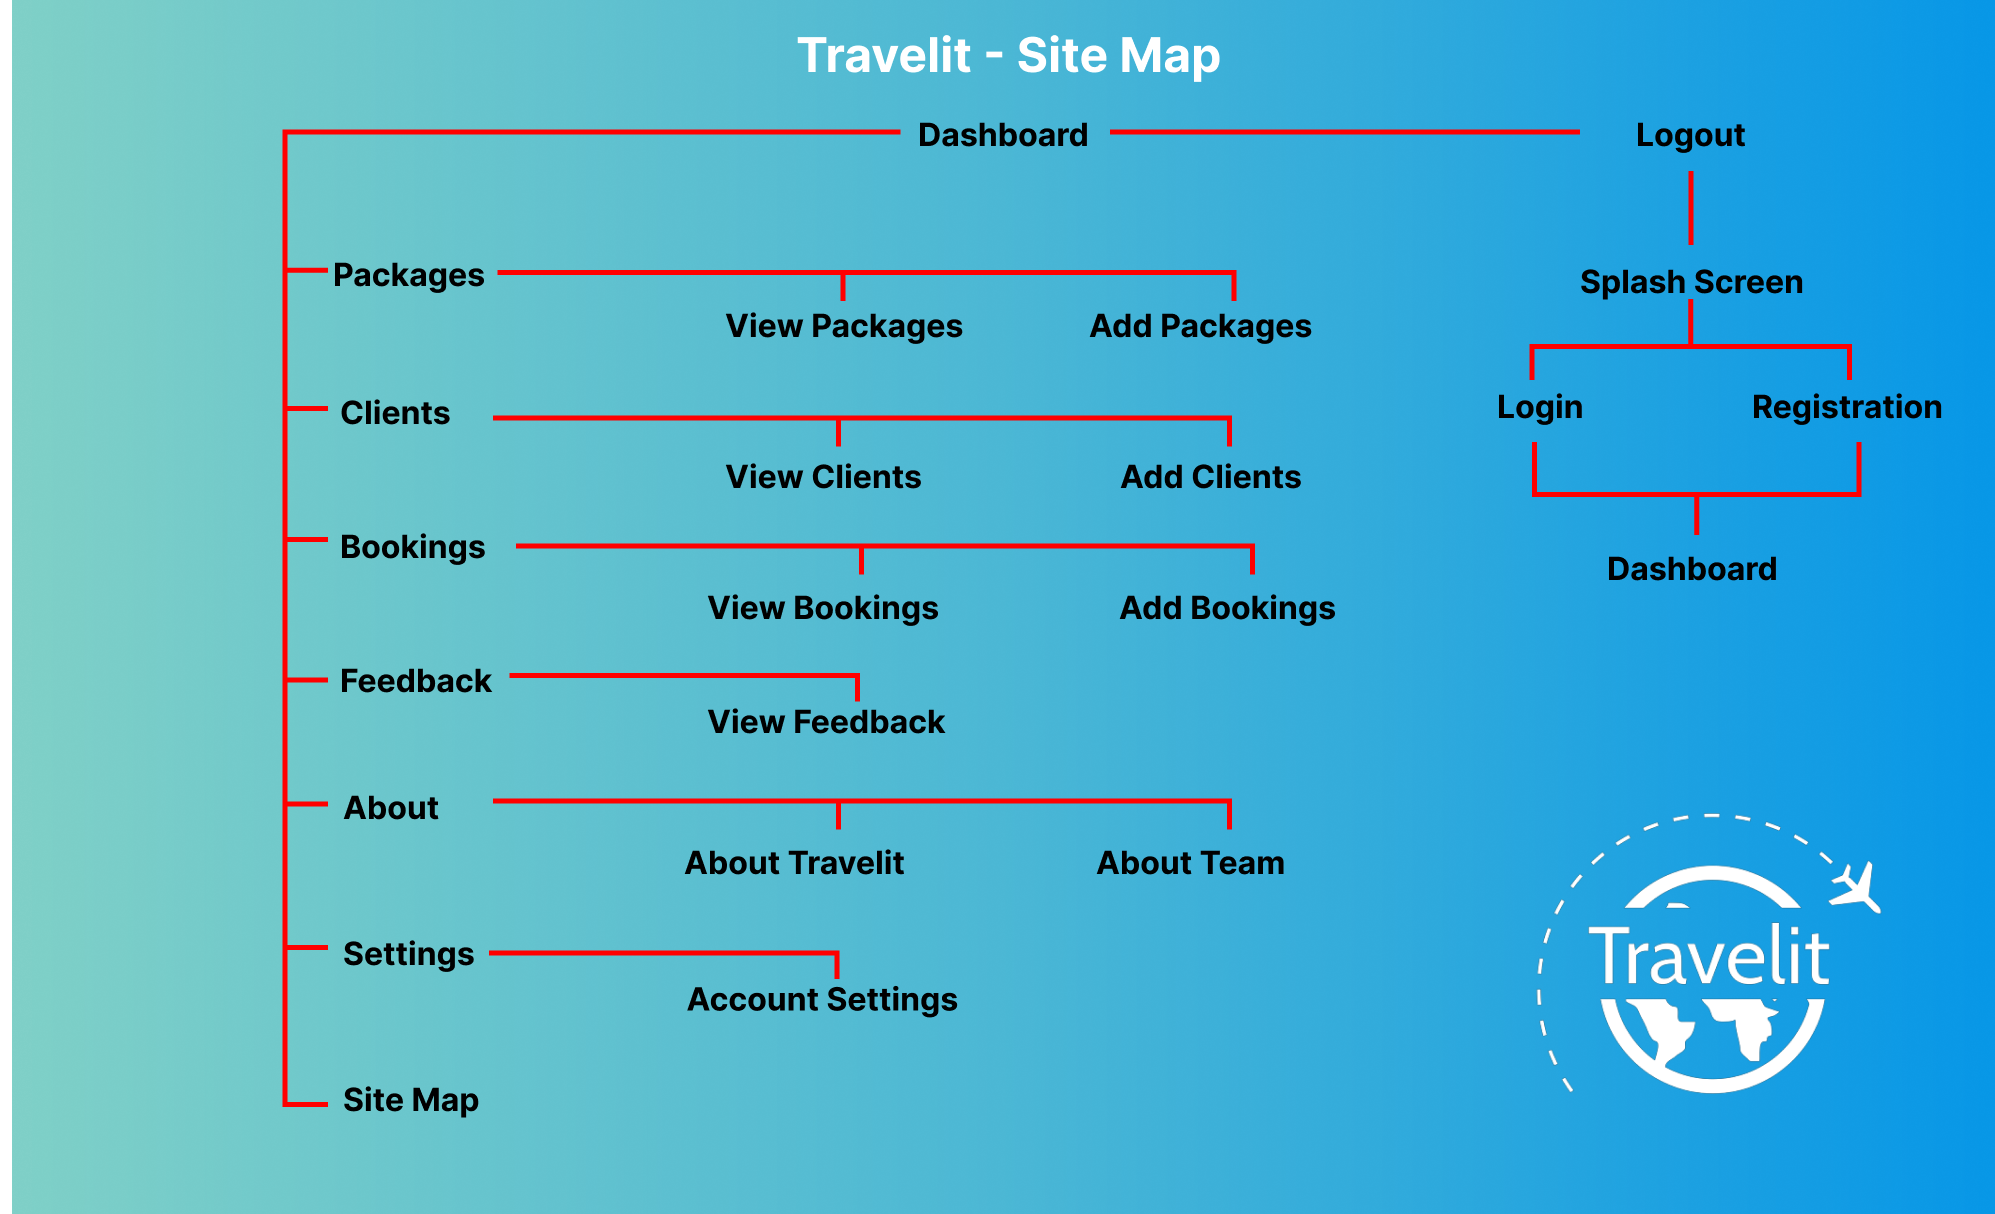 Travelit - Site Map
Dashboard
Logout
Packages
View Packages
Add Packages
Clients
View Clients
Add Clients
Bookings
View Bookings
Add Bookings
Feedback
View Feedback
About
About Travelit
About Team
Settings
Account Settings
Site Map
Splash Screen
Login
Registration
Dashboard
Travelit